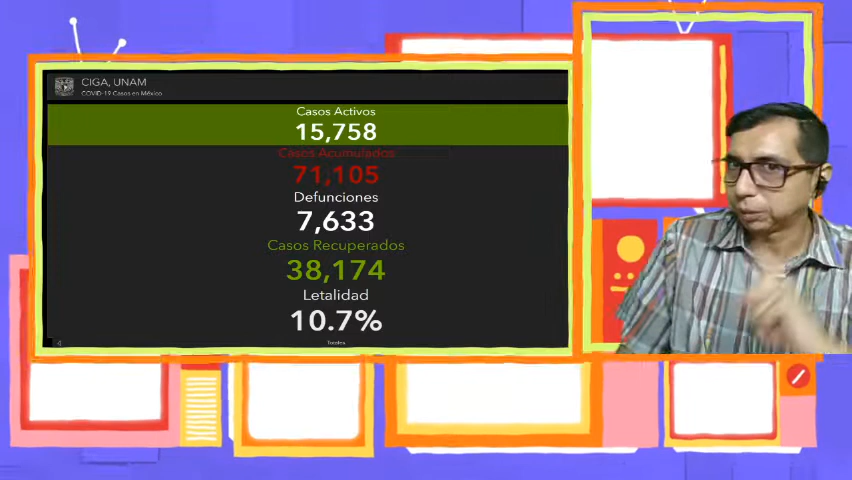 CIGA, UNAM
COVID-19 Casos en México
Casos Activos
15,758
Casos Acumulados
71,105
Defunciones
7,633
Casos Recuperados
38,174
Letalidad
10.7%
Totales